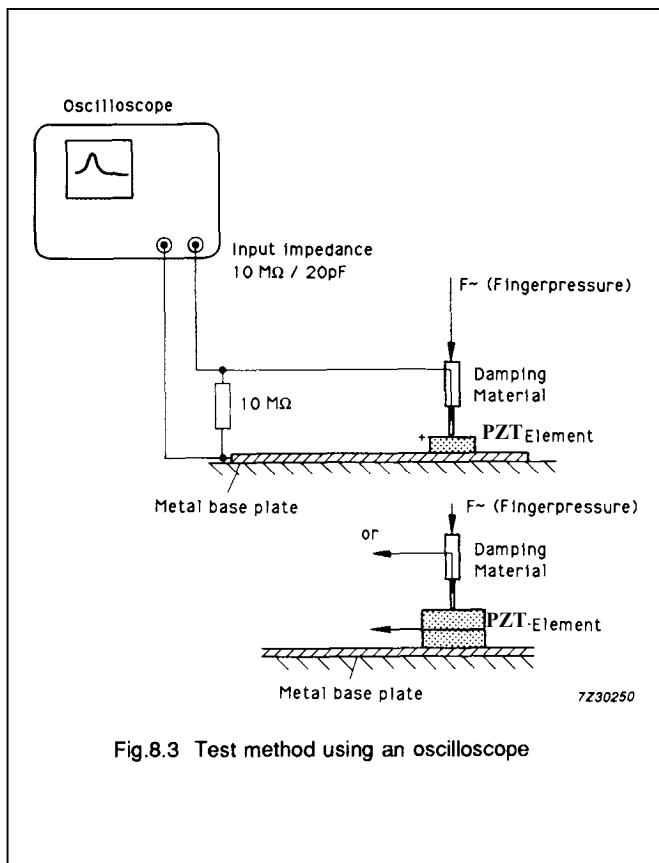 Oscilloscope
Input impedance
10 MΩ / 20pF
F~ (Fingerpressure)
Damping
Material
10 MΩ
+
PZT Element
Metal base plate
F~ (Fingerpressure)
or
Damping
Material
PZT-Element
Metal base plate
7Z30250
Fig.8.3 Test method using an oscilloscope